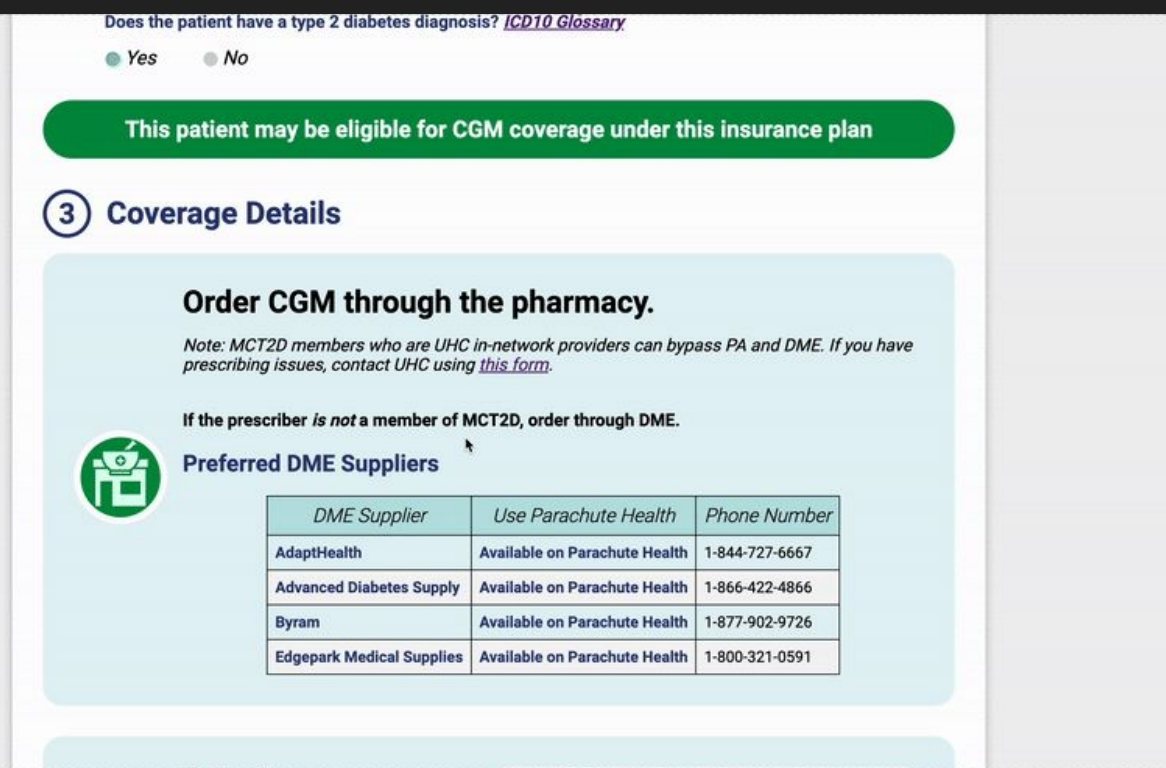 Does the patient have a type 2 diabetes diagnosis? ICD10 Glossary
Yes No
This patient may be eligible for CGM coverage under this insurance plan
3 Coverage Details
Order CGM through the pharmacy.
Note: MCT2D members who are UHC in-network providers can bypass PA and DME. If you have
prescribing issues, contact UHC using this form.
If the prescriber is not a member of MCT2D, order through DME.
Preferred DME Suppliers
DME Supplier Use Parachute Health Phone Number
AdaptHealth Available on Parachute Health 1-844-727-6667
Advanced Diabetes Supply Available on Parachute Health 1-866-422-4866
Byram Available on Parachute Health 1-877-902-9726
Edgepark Medical Supplies Available on Parachute Health 1-800-321-0591